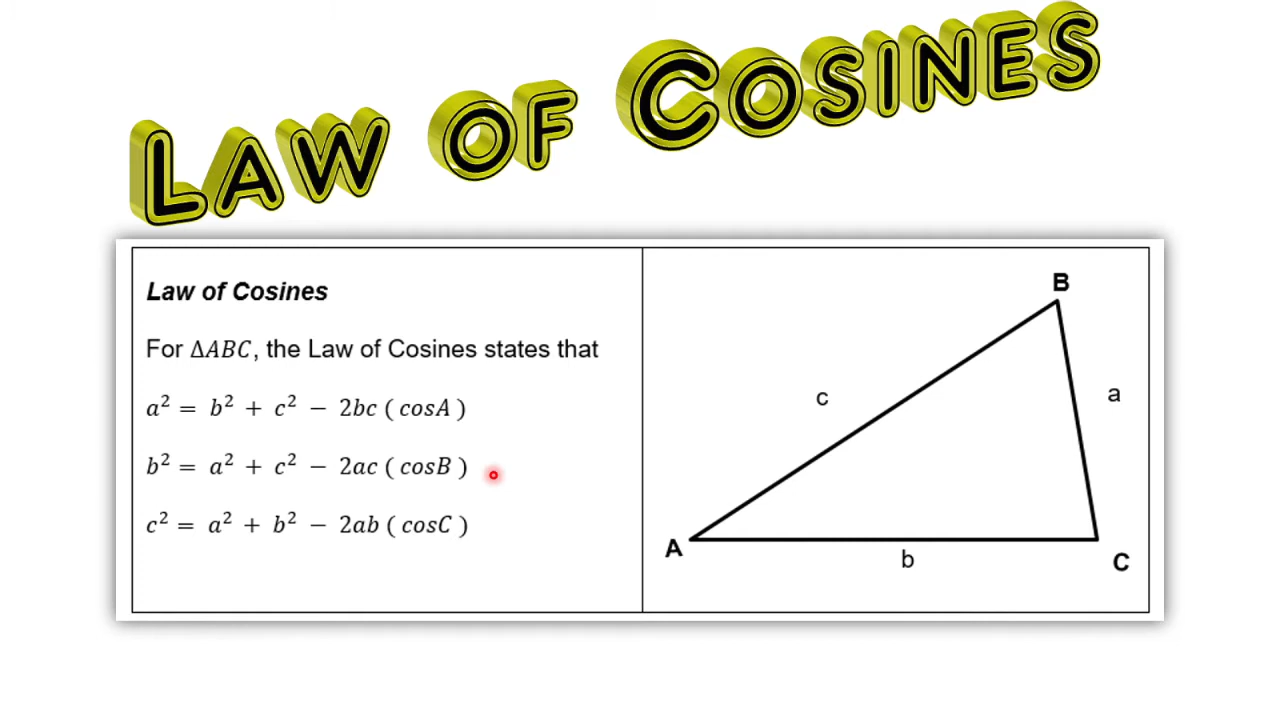 Law of Cosines
Law of Cosines
For ΔABC, the Law of Cosines states that
a² = b² + c² − 2bc ( cosA )
b² = a² + c² − 2ac ( cosB )
c² = a² + b² − 2ab ( cosC )
B
c
a
A
b
C